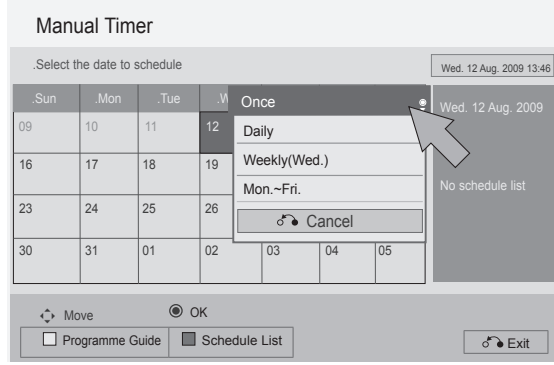 Manual Timer
.Select the date to schedule
Wed. 12 Aug. 2009 13:46
.Sun .Mon .Tue .W
Once
Wed. 12 Aug. 2009
09 10 11 12
Daily
Weekly(Wed.)
16 17 18 19
Mon.~Fri.
No schedule list
23 24 25 26
Cancel
30 31 01 02 03 04 05
Move OK
Programme Guide Schedule List Exit